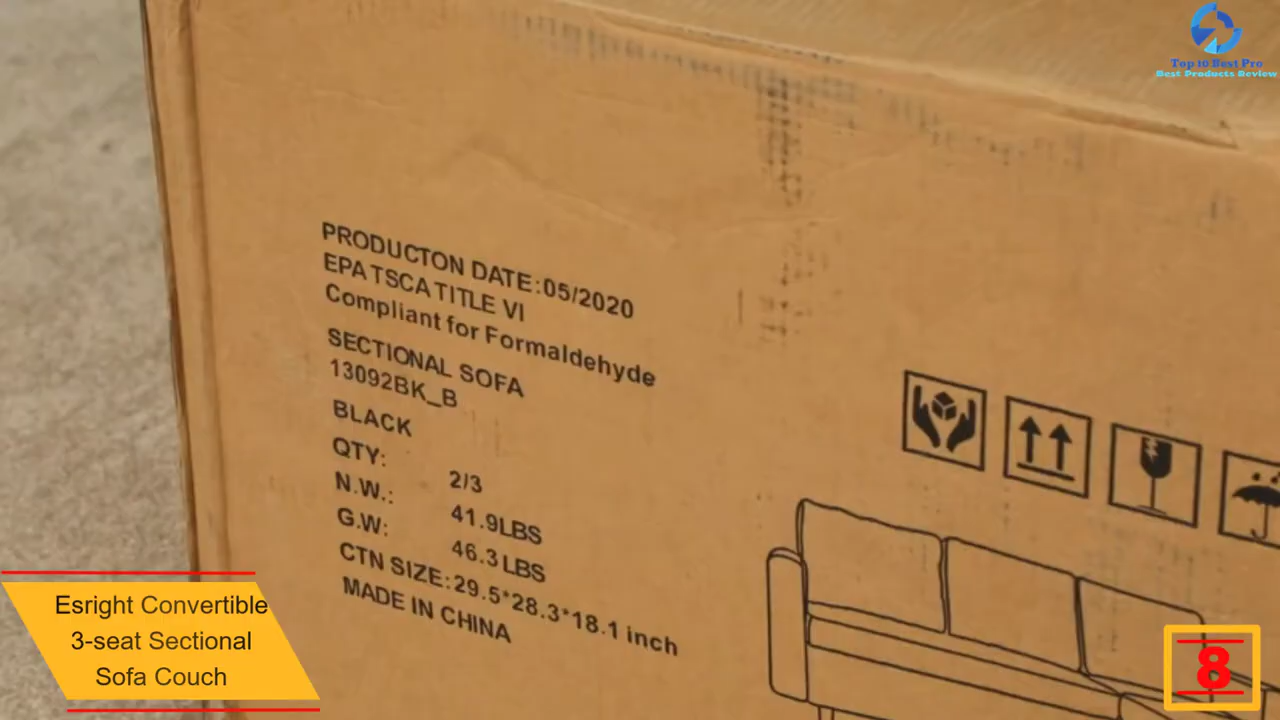 Top 10 Best Pro
Best Products Review
PRODUCTON DATE:05/2020
EPA TSCA TITLE VI
Compliant for Formaldehyde
SECTIONAL SOFA
13092BK_B
BLACK
QTY: 2/3
N.W.: 41.9LBS
G.W: 46.3LBS
CTN SIZE:29.5*28.3*18.1 inch
MADE IN CHINA
Esright Convertible
3-seat Sectional
Sofa Couch
8